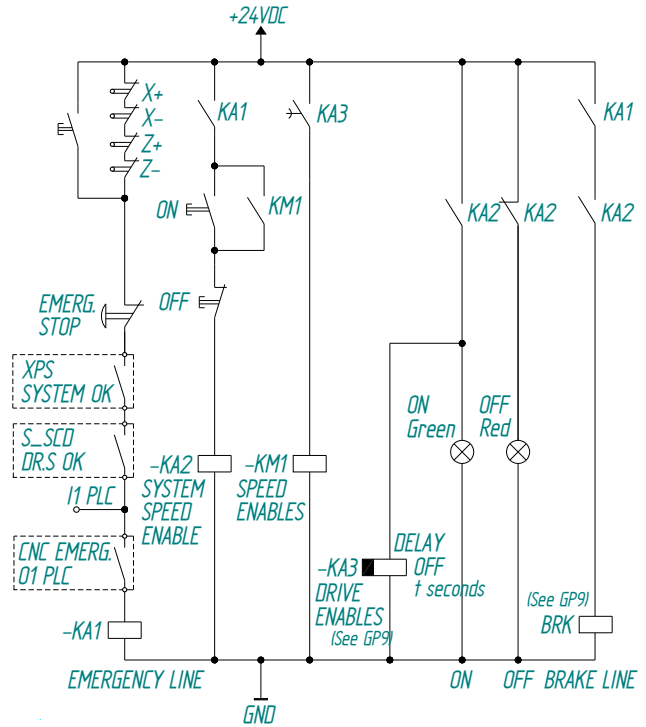 +24VDC
X+
X-
Z+
Z-
KA1
KA3
KA1
ON
KM1
KA2
KA2
KA2
EMERG.
STOP
OFF
XPS
SYSTEM OK
S_SCD
DR.S OK
I1 PLC
CNC EMERG.
O1 PLC
-KA1
-KA2
SYSTEM
SPEED
ENABLE
-KM1
SPEED
ENABLES
ON
Green
OFF
Red
-KA3
DRIVE
ENABLES
(See GP9)
DELAY
OFF
t seconds
(See GP9)
BRK
EMERGENCY LINE
GND
ON
OFF
BRAKE LINE